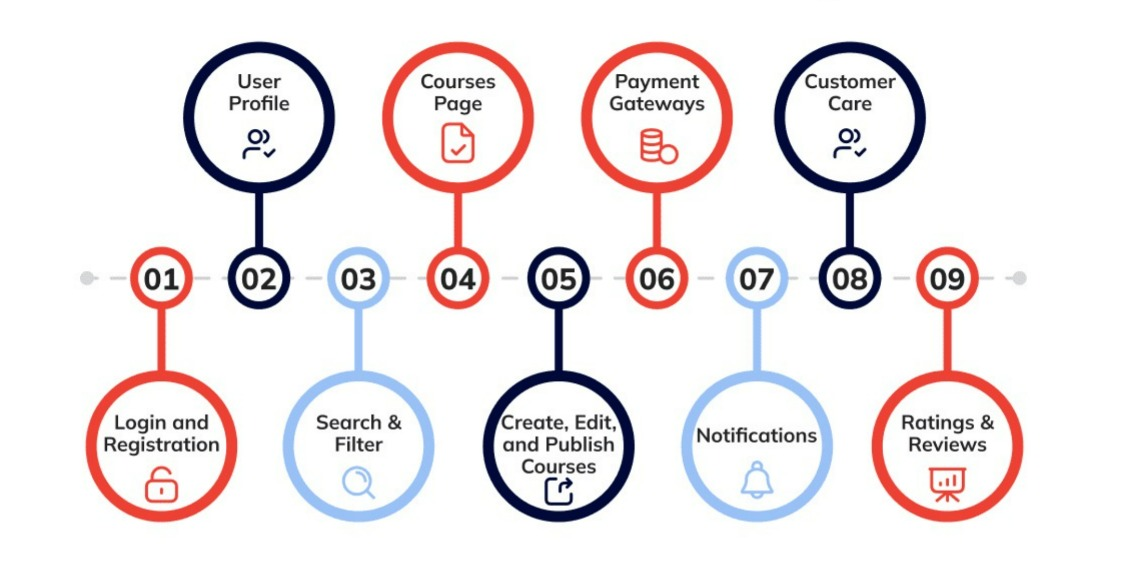 User
Profile
Courses
Page
Payment
Gateways
Customer
Care
01
02
03
04
05
06
07
08
09
Login and
Registration
Search &
Filter
Create, Edit,
and Publish
Courses
Notifications
Ratings &
Reviews